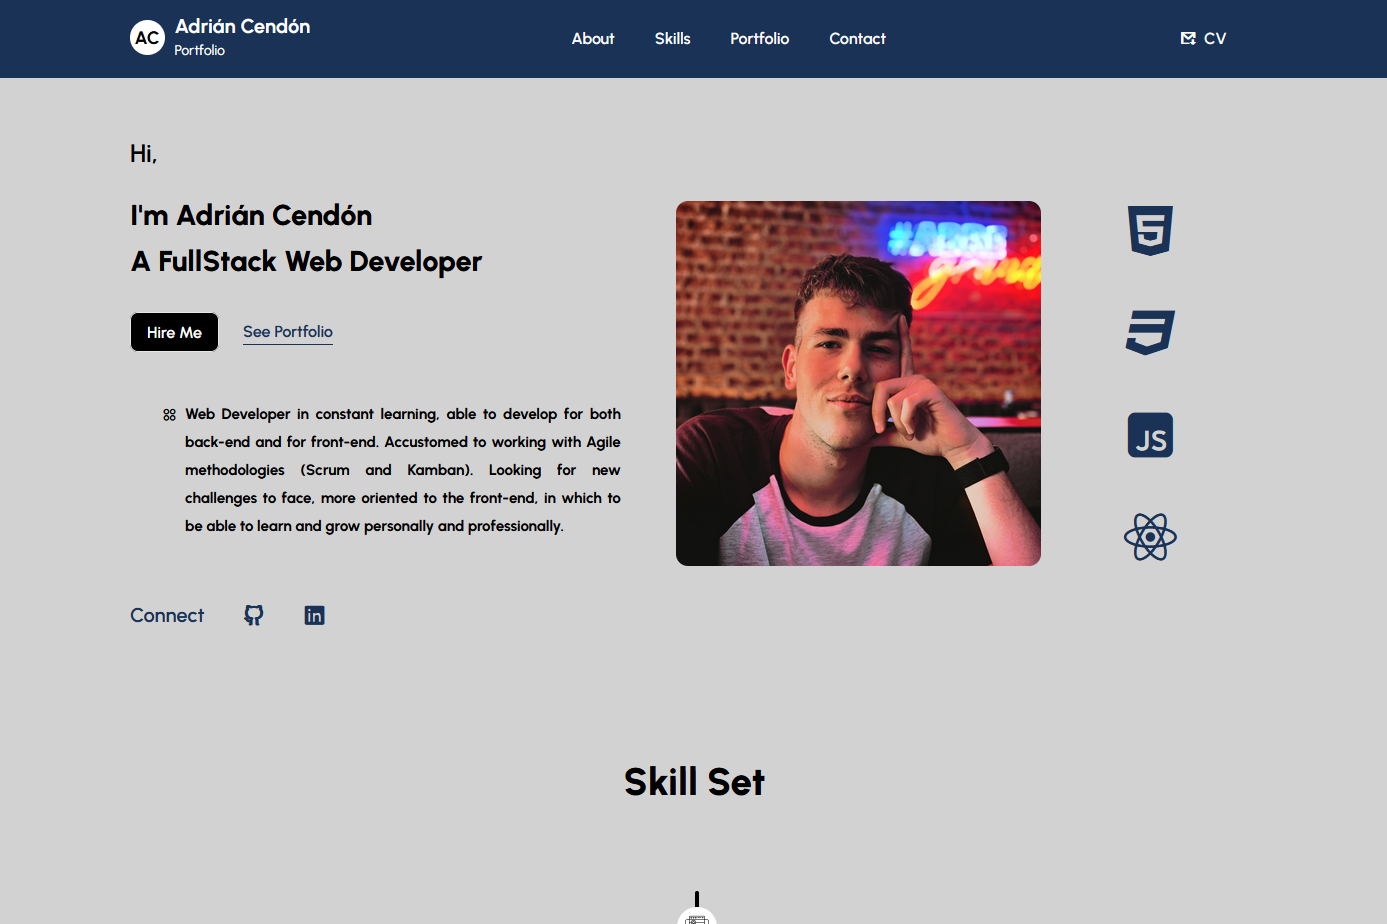 AC
Adrián Cendón
Portfolio
About
Skills
Portfolio
Contact
CV
Hi,
I'm Adrián Cendón
A FullStack Web Developer
Hire Me
See Portfolio
Web Developer in constant learning, able to develop for both
back-end and for front-end. Accustomed to working with Agile
methodologies (Scrum and Kamban). Looking for new
challenges to face, more oriented to the front-end, in which to
be able to learn and grow personally and professionally.
5
JS
Connect
in
Skill Set